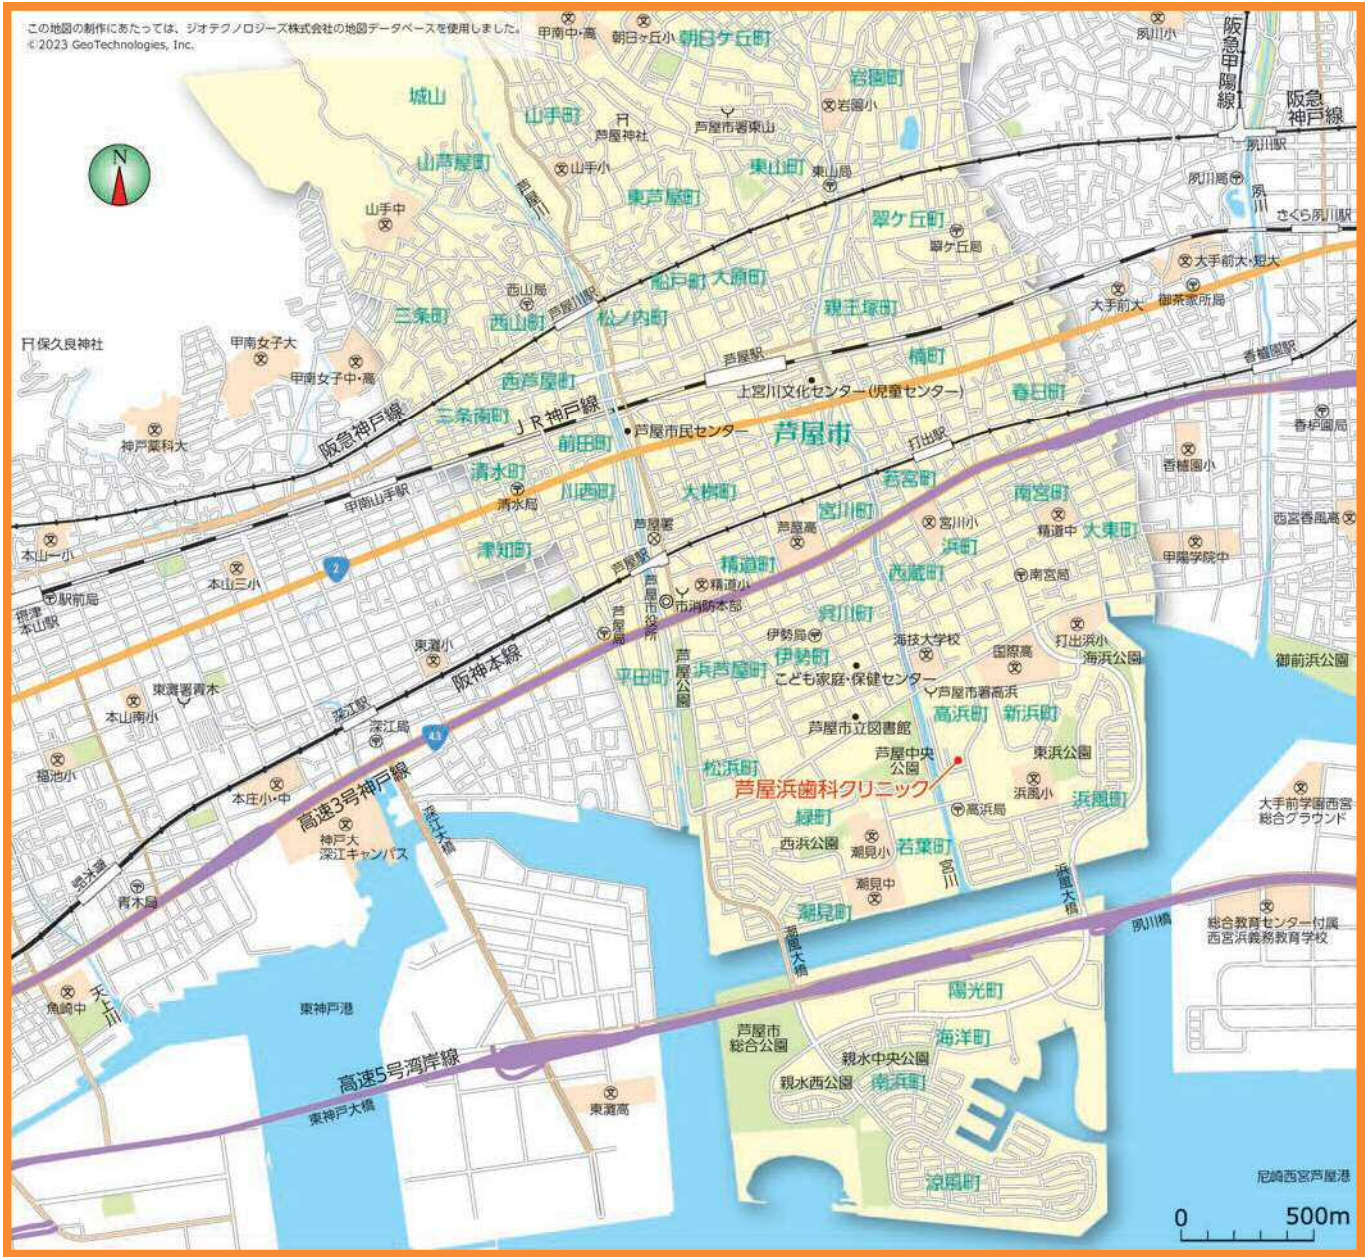 この地図の制作にあたっては、ジオテクノロジーズ株式会社の地図データベースを使用しました。
©2023 GeoTechnologies, Inc.
甲南中・高
朝日ヶ丘小
朝日ケ丘町
夙川小
阪急甲陽線
阪急
神戸線
城山
山手町
芦屋神社
芦屋市署東山
岩園町
岩園小
夙川駅
N
山芦屋町
山手小
東山町
東山局
夙川局
夙川
山手中
芦屋川
東芦屋町
翠ケ丘町
翠ケ丘局
さくら夙川駅
大手前大・短大
西山局
芦屋川駅
船戸町
大原町
大手前大
御茶家所局
三条町
西山町
松ノ内町
親王塚町
保久良神社
甲南女子大
甲南女子中・高
芦屋駅
楠町
香櫨園駅
西芦屋町
上宮川文化センター(児童センター)
春日町
神戸薬科大
阪急神戸線
三条南町
JR神戸線
前田町
芦屋市民センター
芦屋市
打出駅
香枦園局
清水町
清水局
川西町
大桝町
若宮町
香櫨園小
甲南山手駅
宮川町
南宮町
芦屋署
芦屋高
宮川小
精道中
大東町
西宮香風高
本山一小
津知町
浜町
甲陽学院中
2
本山三小
芦屋駅
精道町
西蔵町
南宮局
駅前局
摂津
本山駅
芦屋市役所
精道小
市消防本部
呉川町
東灘小
阪神本線
芦屋局
伊勢局
伊勢町
海技大学校
国際高
打出浜小
海浜公園
御前浜公園
平田町
芦屋公園
浜芦屋町
こども家庭・保健センター
東灘署青木
本山南小
深江駅
芦屋市署高浜
高浜町
新浜町
芦屋市立図書館
深江局
43
福池小
松浜町
芦屋中央
公園
東浜公園
芦屋浜歯科クリニック
浜風小
浜風町
本庄小・中
高速3号神戸線
深江大橋
緑町
高浜局
大手前学園西宮
総合グラウンド
神戸大
深江キャンパス
西浜公園
潮見小
若葉町
青木駅
青木局
潮見中
宮川
浜風大橋
潮見町
潮風大橋
夙川橋
総合教育センター付属
西宮浜義務教育学校
魚崎中
天上川
東神戸港
陽光町
芦屋市
総合公園
海洋町
高速5号湾岸線
親水中央公園
親水西公園
南浜町
東神戸大橋
東灘高
涼風町
尼崎西宮芦屋港
0 500m